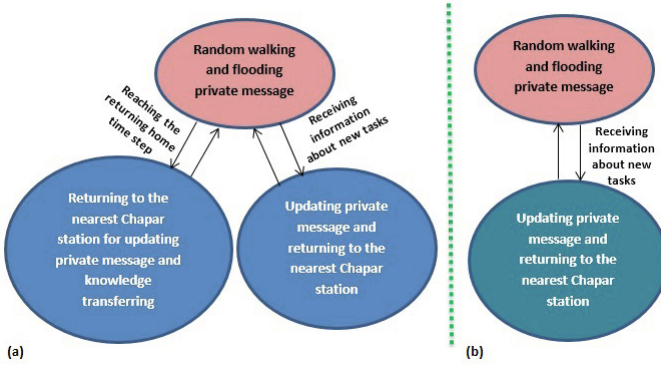 Random walking
and flooding
private message
Reaching the
returning home
time step
Receiving
information
about new tasks
Returning to the
nearest Chapar
station for updating
private message and
knowledge
transferring
Updating private
message and
returning to the
nearest Chapar
station
(a)
Random walking
and flooding
private message
Receiving
information
about new
tasks
Updating private
message and
returning to the
nearest Chapar
station
(b)